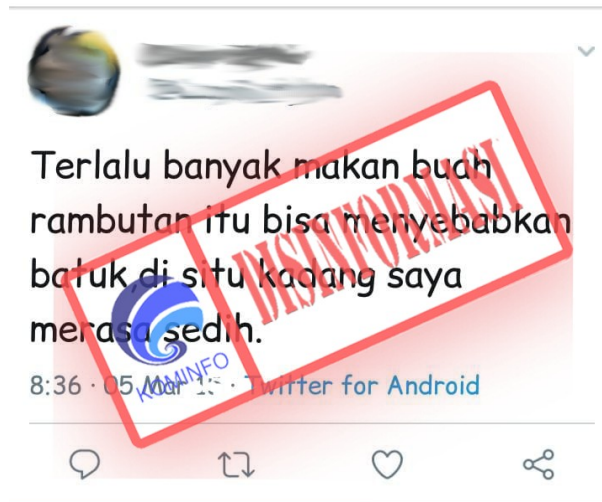 Terlalu banyak makan buah
rambutan itu bisa menyebabkan
batuk,di situ kadang saya
merasa sedih.
DISINFORMASI
KOMINFO
8:36 · 05 Mar · Twitter for Android